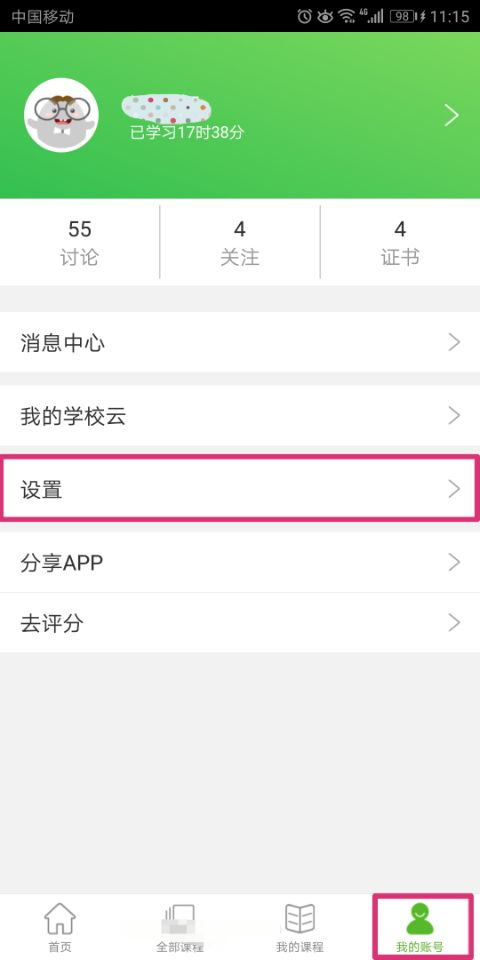 中国移动 4G 98 11:15
已学习17时38分
55 4 4
讨论 关注 证书
消息中心
我的学校云
设置
分享APP
去评分
首页 全部课程 我的课程 我的账号